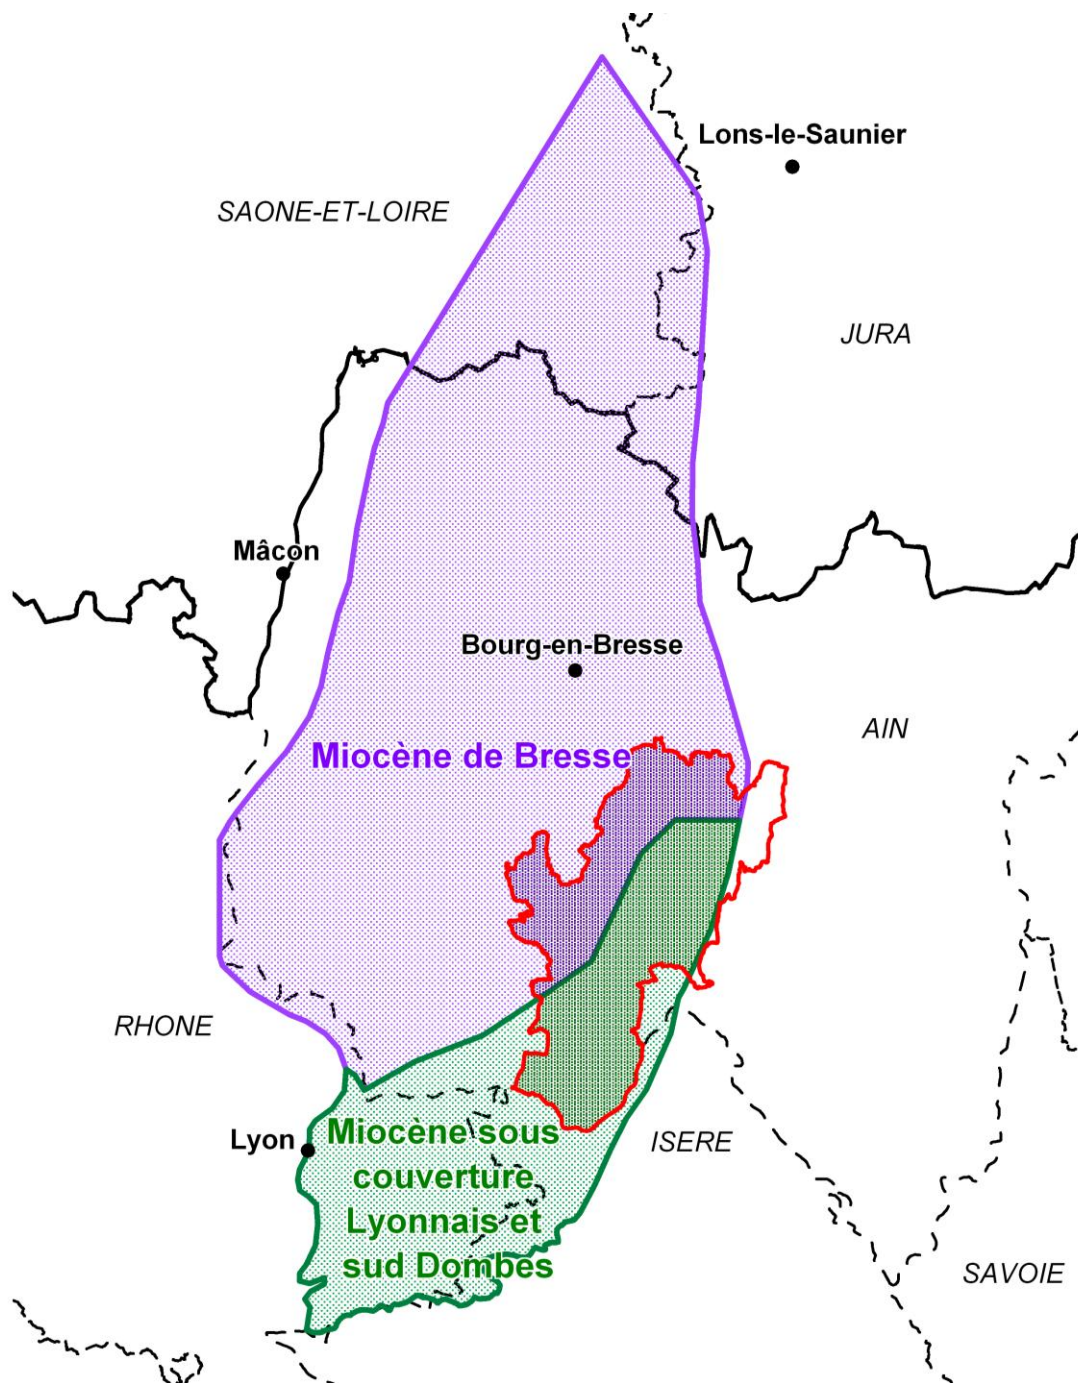 Lons-le-Saunier
SAONE-ET-LOIRE
JURA
Mâcon
Bourg-en-Bresse
AIN
Miocène de Bresse
RHONE
Lyon
Miocène sous
couverture
Lyonnais et
sud Dombes
ISERE
SAVOIE